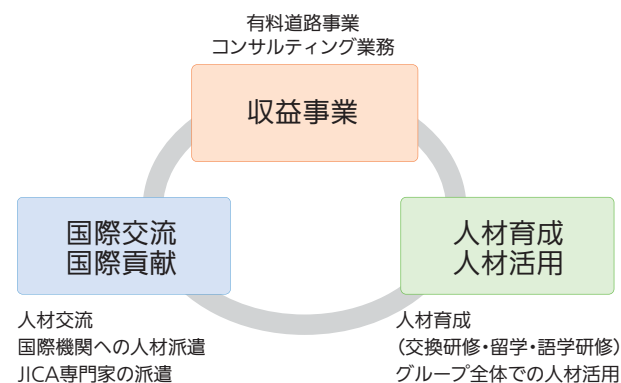 有料道路事業
コンサルティング業務
収益事業
国際交流
国際貢献
人材育成
人材活用
人材交流
国際機関への人材派遣
JICA専門家の派遣
人材育成
（交換研修・留学・語学研修）
グループ全体での人材活用